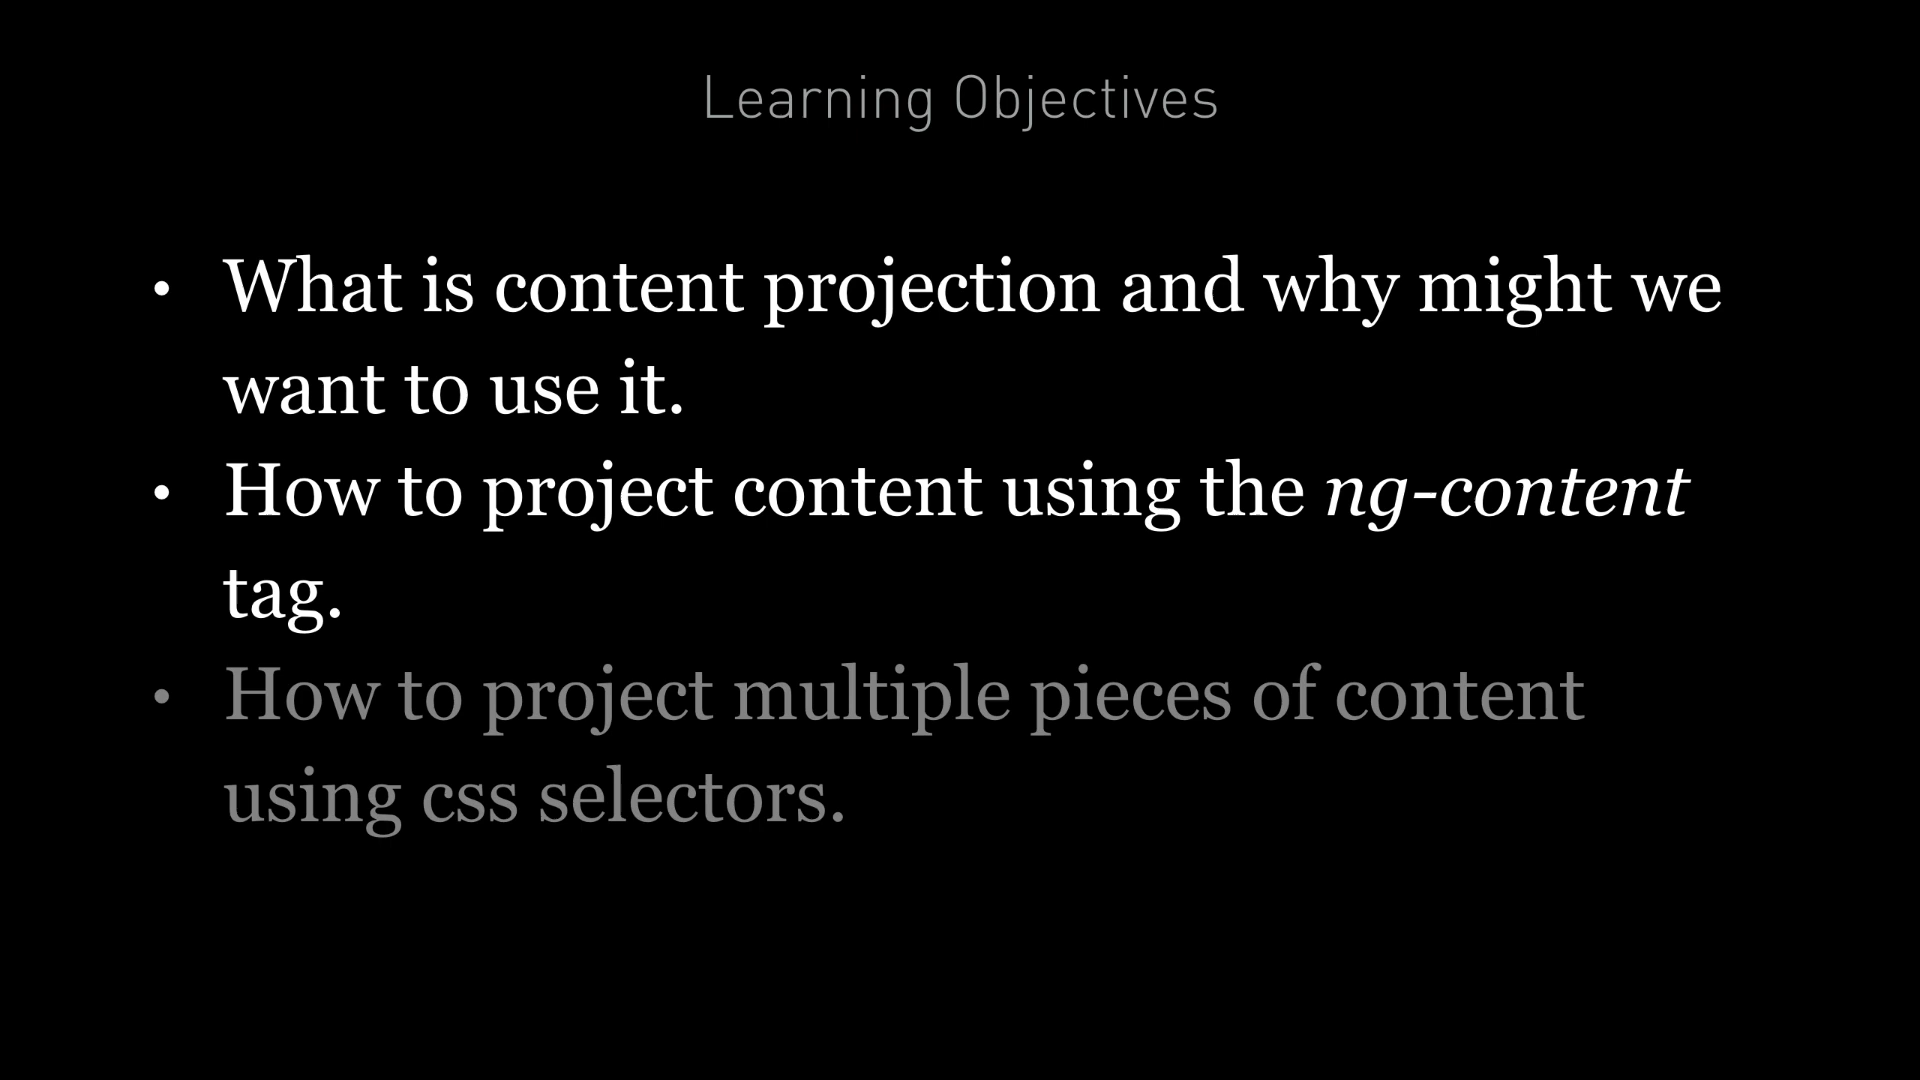 Learning Objectives
• What is content projection and why might we
want to use it.
• How to project content using the ng-content
tag.
• How to project multiple pieces of content
using css selectors.